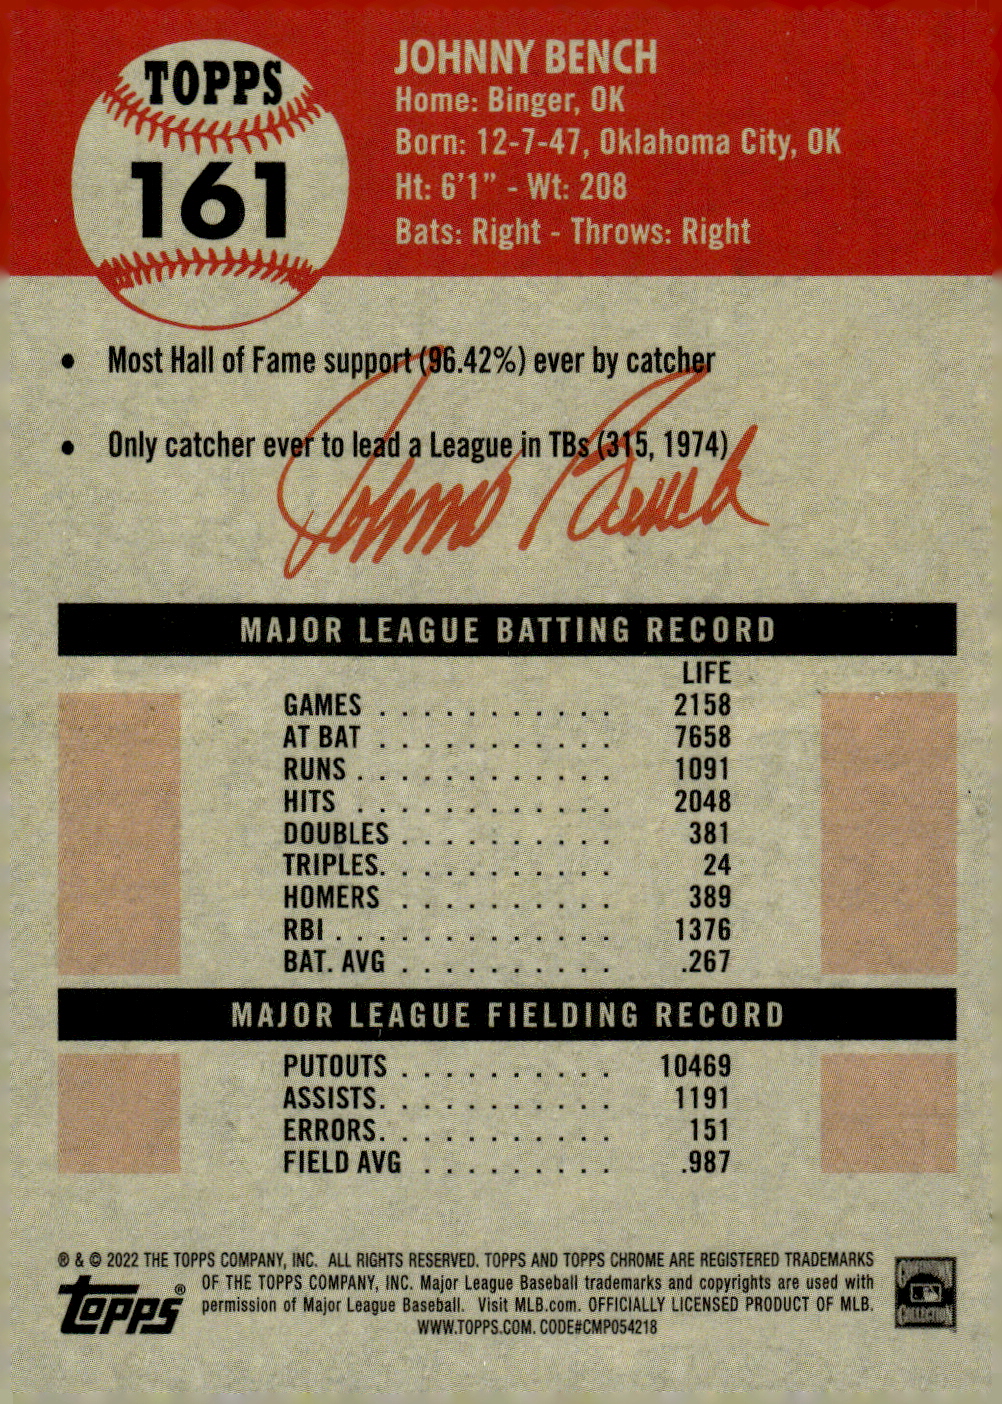 TOPPS
161
JOHNNY BENCH
Home: Binger, OK
Born: 12-7-47, Oklahoma City, OK
Ht: 6'1" - Wt: 208
Bats: Right - Throws: Right
• Most Hall of Fame support (96.42%) ever by catcher
• Only catcher ever to lead a League in TBs (315, 1974)
Johnny Bench
MAJOR LEAGUE BATTING RECORD
LIFE
GAMES . . . . . . . . . . . 2158
AT BAT . . . . . . . . . . . 7658
RUNS . . . . . . . . . . . . 1091
HITS . . . . . . . . . . . . 2048
DOUBLES . . . . . . . . . . 381
TRIPLES. . . . . . . . . . . 24
HOMERS . . . . . . . . . . 389
RBI . . . . . . . . . . . . . 1376
BAT. AVG . . . . . . . . . . .267
MAJOR LEAGUE FIELDING RECORD
PUTOUTS . . . . . . . . . . 10469
ASSISTS. . . . . . . . . . . 1191
ERRORS. . . . . . . . . . . 151
FIELD AVG . . . . . . . . . .987
® & © 2022 THE TOPPS COMPANY, INC. ALL RIGHTS RESERVED. TOPPS AND TOPPS CHROME ARE REGISTERED TRADEMARKS
OF THE TOPPS COMPANY, INC. Major League Baseball trademarks and copyrights are used with
permission of Major League Baseball. Visit MLB.com. OFFICIALLY LICENSED PRODUCT OF MLB.
WWW.TOPPS.COM. CODE#CMP054218
Topps®
COOPERSTOWN
COLLECTION